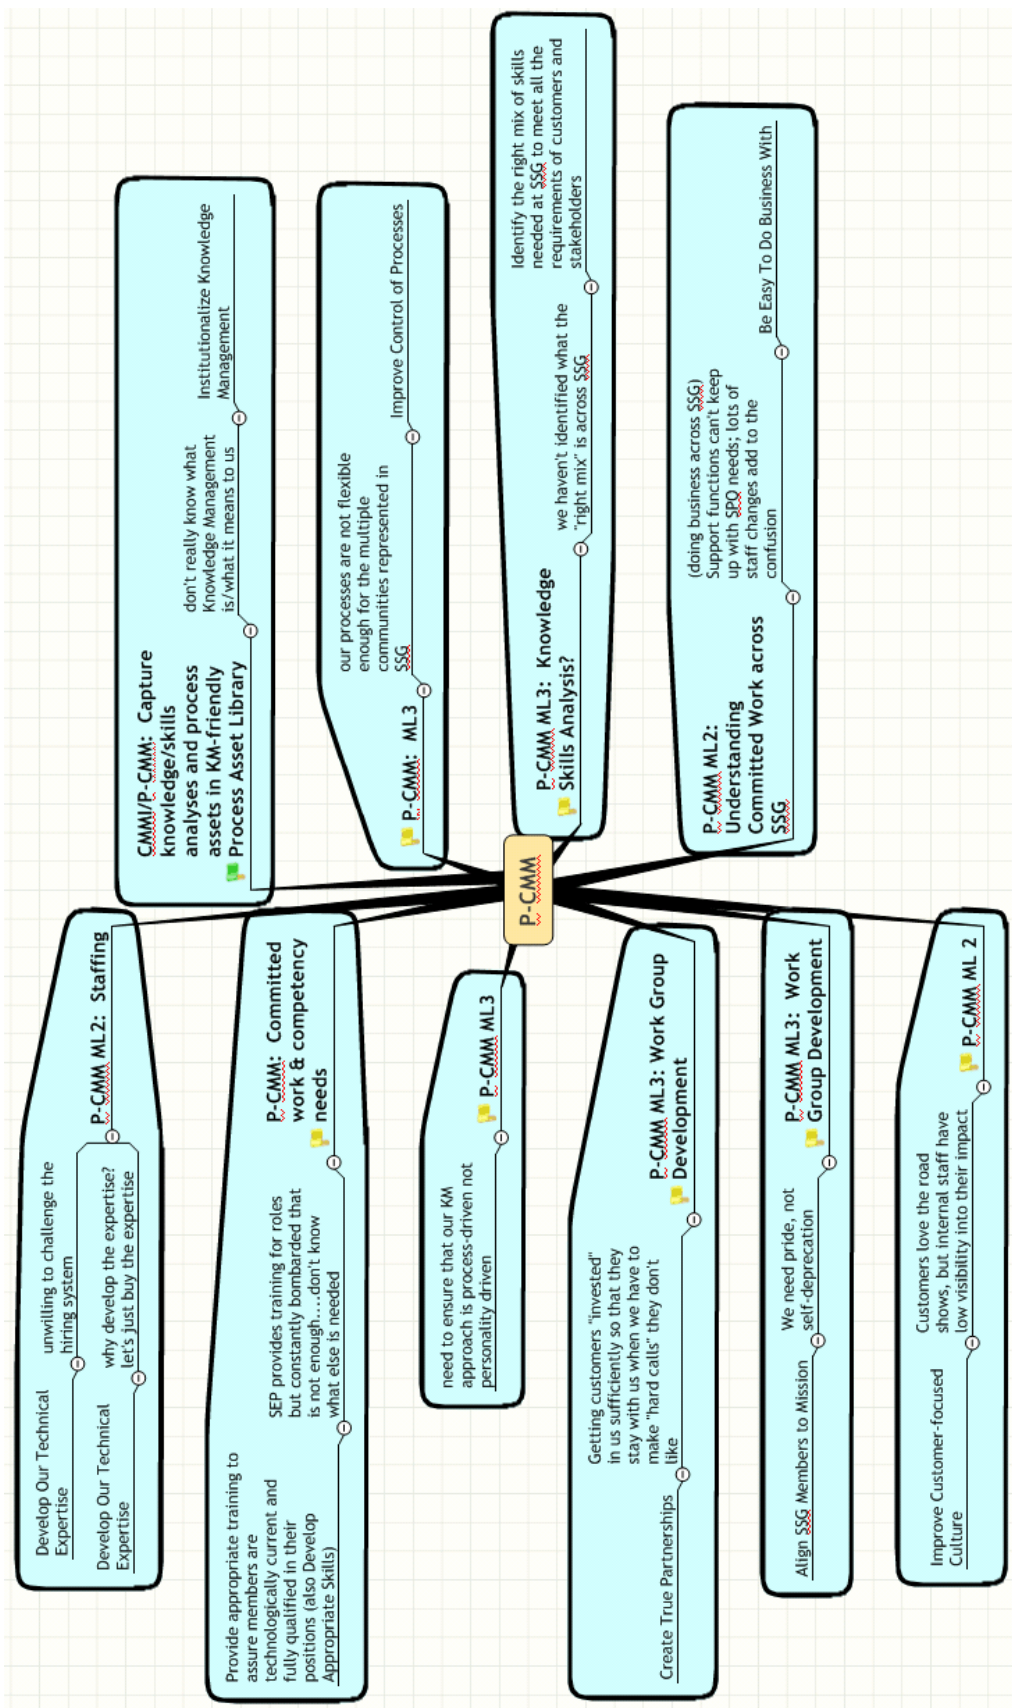 P-CMM
P-CMM ML2:  Staffing
unwilling to challenge the
hiring system
Develop Our Technical
Expertise
why develop the expertise?
let's just buy the expertise
Develop Our Technical
Expertise
P-CMM:  Committed
work & competency
needs
SEP provides training for roles
but constantly bombarded that
is not enough....don't know
what else is needed
Provide appropriate training to
assure members are
technologically current and
fully qualified in their
positions (also Develop
Appropriate Skills)
P-CMM ML3
need to ensure that our KM
approach is process-driven not
personality driven
P-CMM ML3: Work Group
Development
Getting customers "invested"
in us sufficiently so that they
stay with us when we have to
make "hard calls" they don't
like
Create True Partnerships
P-CMM ML3:  Work
Group Development
We need pride, not
self-deprecation
Align SSG Members to Mission
P-CMM ML 2
Customers love the road
shows, but internal staff have
low visibility into their impact
Improve Customer-focused
Culture
CMMI/P-CMM:  Capture
knowledge/skills
analyses and process
assets in KM-friendly
Process Asset Library
don't really know what
Knowledge Management
is/what it means to us
Institutionalize Knowledge
Management
P-CMM:  ML3
our processes are not flexible
enough for the multiple
communities represented in
SSG
Improve Control of Processes
P-CMM ML3:  Knowledge
Skills Analysis?
we haven't identified what the
"right mix" is across SSG
Identify the right mix of skills
needed at SSG to meet all the
requirements of customers and
stakeholders
P-CMM ML2:
Understanding
Committed Work across
SSG
(doing business across SSG)
Support functions can't keep
up with SPO needs; lots of
staff changes add to the
confusion
Be Easy To Do Business With